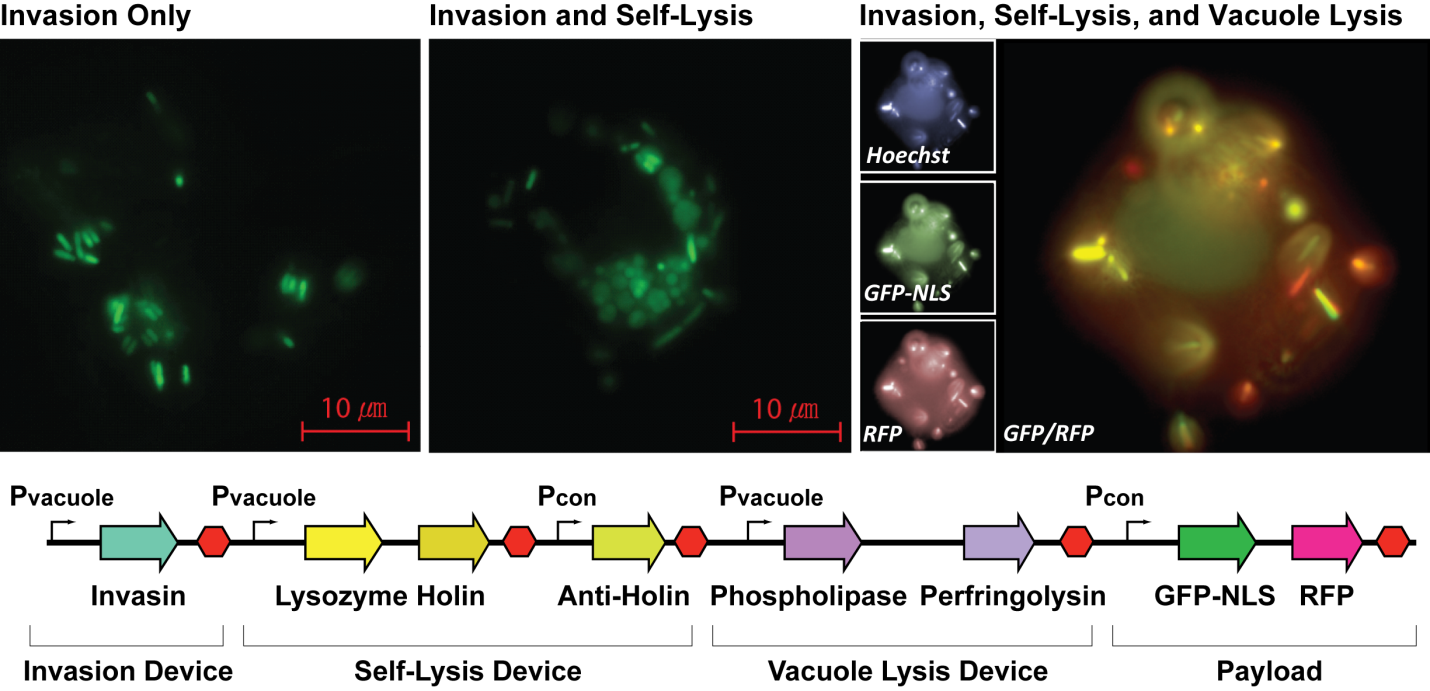 Invasion Only
Invasion and Self-Lysis
Invasion, Self-Lysis, and Vacuole Lysis
Hoechst
GFP-NLS
RFP
GFP/RFP
10 ㎛
10 ㎛
Pvacuole
Pvacuole
Pcon
Pvacuole
Pcon
Invasin
Lysozyme
Holin
Anti-Holin
Phospholipase
Perfringolysin
GFP-NLS
RFP
Invasion Device
Self-Lysis Device
Vacuole Lysis Device
Payload